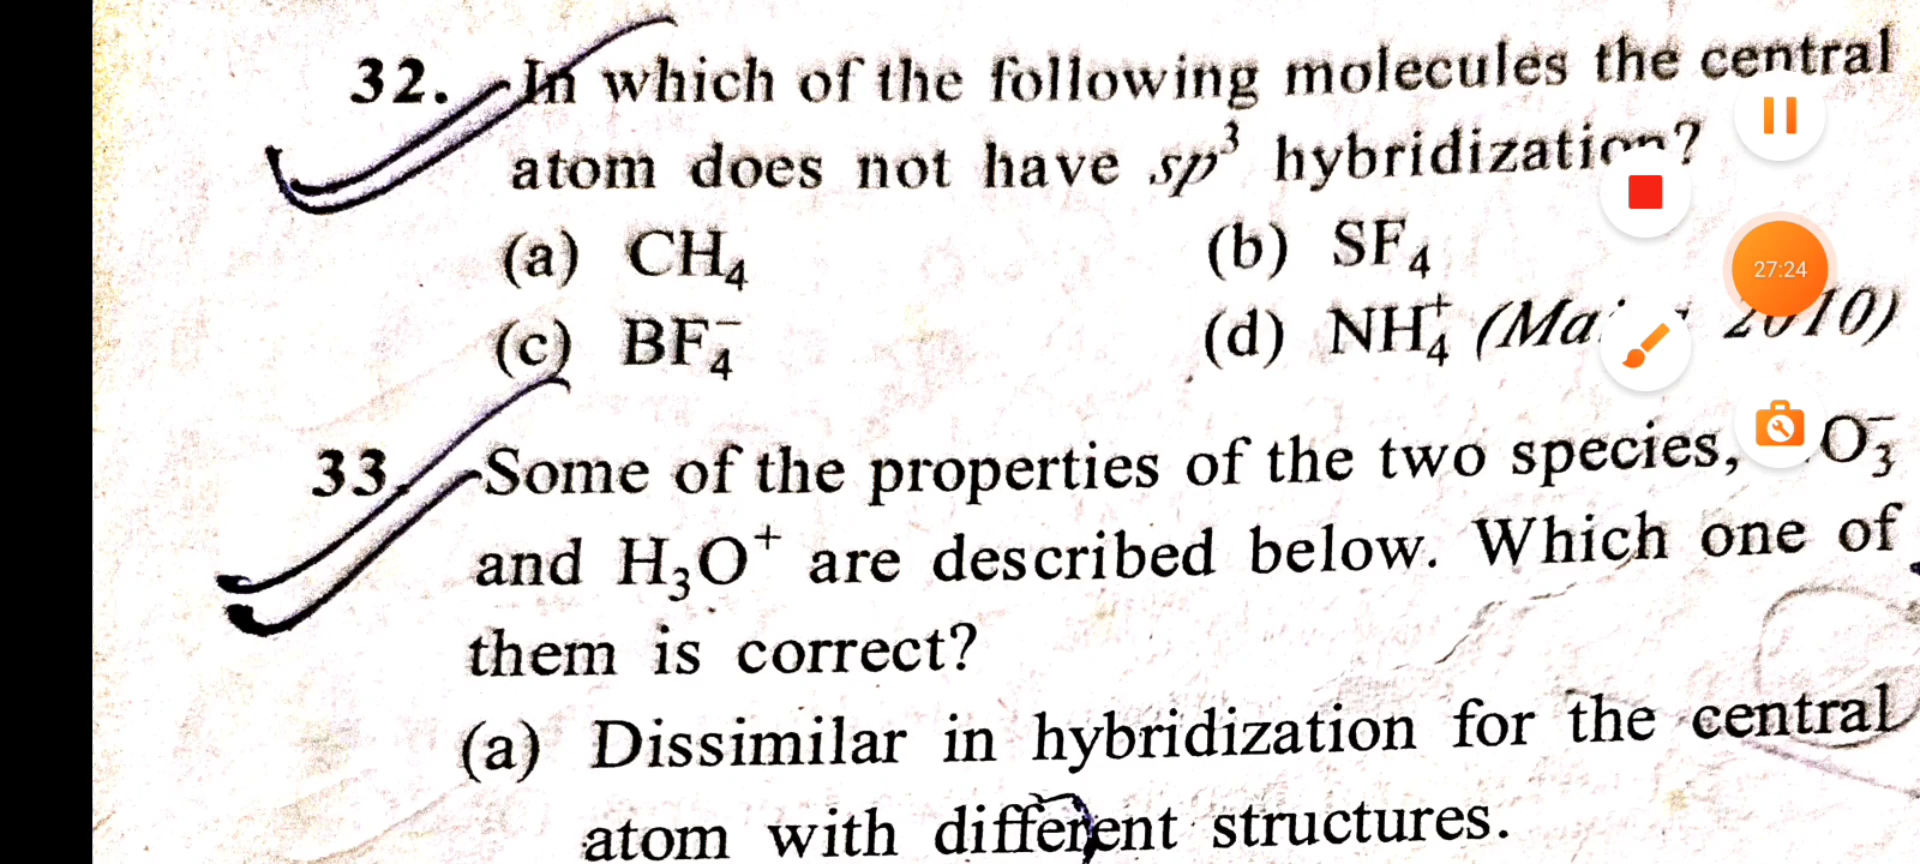 32. In which of the following molecules the central
atom does not have sp³ hybridization?
(a) CH₄ (b) SF₄
(c) BF₄⁻ (d) NH₄⁺ 2010)
27:24
33. Some of the properties of the two species, O₃⁻
and H₃O⁺ are described below. Which one of
them is correct?
(a) Dissimilar in hybridization for the central
atom with different structures.